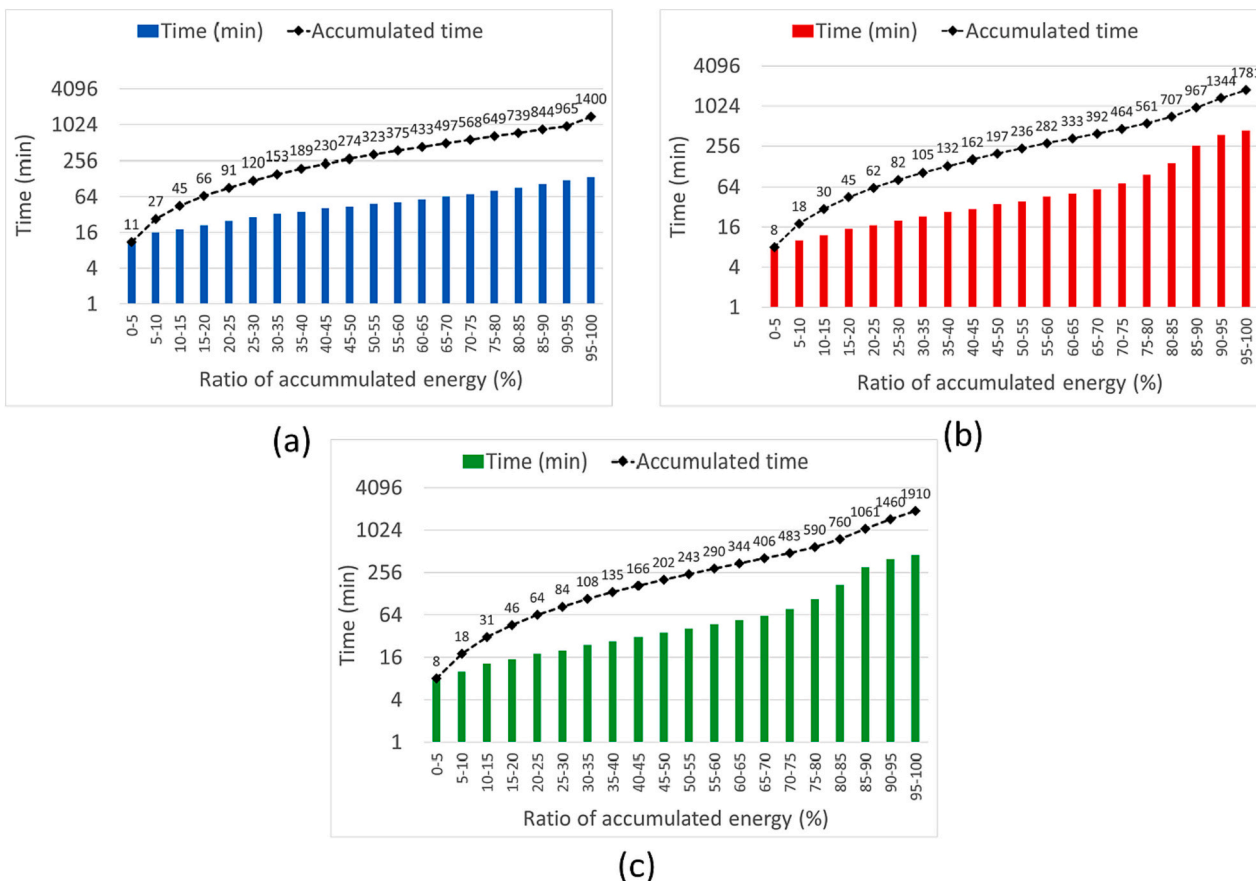 Time (min) Accumulated time
4096
1024
256
64
16
4
1
Time (min)
11 27 45 66 91 120 153 189 230 274 323 375 433 497 568 649 739 844 965 1400
0-5 5-10 10-15 15-20 20-25 25-30 30-35 35-40 40-45 45-50 50-55 55-60 60-65 65-70 70-75 75-80 80-85 85-90 90-95 95-100
Ratio of accummulated energy (%)
(a)
Time (min) Accumulated time
4096
1024
256
64
16
4
1
Time (min)
8 18 30 45 62 82 105 132 162 197 236 282 333 392 464 561 707 967 1344 1781
0-5 5-10 10-15 15-20 20-25 25-30 30-35 35-40 40-45 45-50 50-55 55-60 60-65 65-70 70-75 75-80 80-85 85-90 90-95 95-100
Ratio of accumulated energy (%)
(b)
Time (min) Accumulated time
4096
1024
256
64
16
4
1
Time (min)
8 18 31 46 64 84 108 135 166 202 243 290 344 406 483 590 760 1061 1460 1910
0-5 5-10 10-15 15-20 20-25 25-30 30-35 35-40 40-45 45-50 50-55 55-60 60-65 65-70 70-75 75-80 80-85 85-90 90-95 95-100
Ratio of accumulated energy (%)
(c)